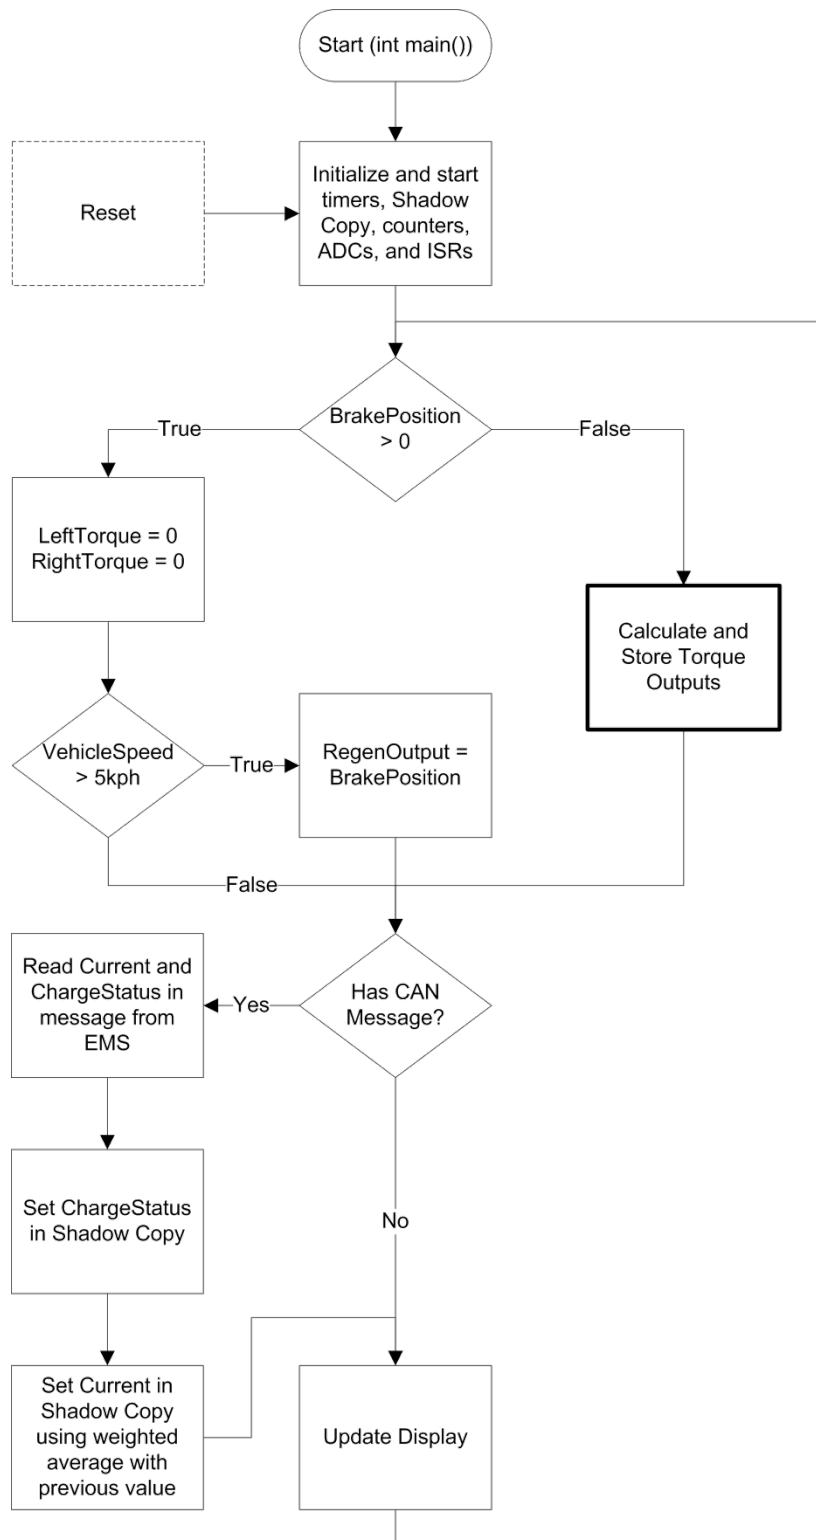 Start (int main())
Reset
Initialize and start
timers, Shadow
Copy, counters,
ADCs, and ISRs
BrakePosition
> 0
True
False
LeftTorque = 0
RightTorque = 0
Calculate and
Store Torque
Outputs
VehicleSpeed
> 5kph
True
RegenOutput =
BrakePosition
False
Has CAN
Message?
Yes
Read Current and
ChargeStatus in
message from
EMS
Set ChargeStatus
in Shadow Copy
No
Set Current in
Shadow Copy
using weighted
average with
previous value
Update Display